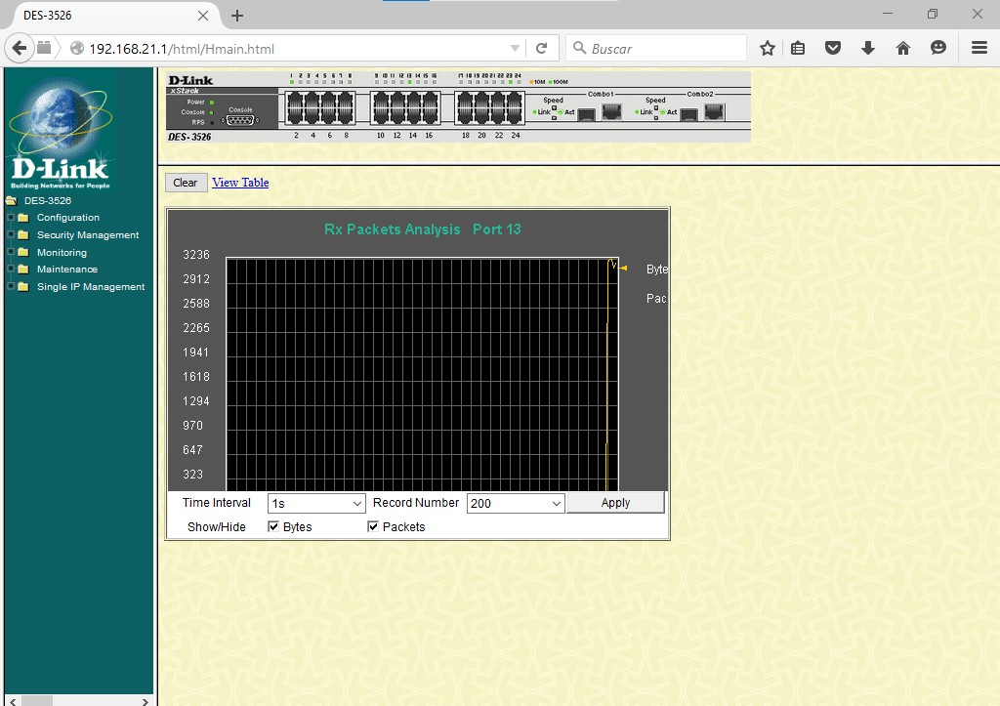 DES-3526
192.168.21.1/html/Hmain.html
Buscar
D-Link
Building Networks for People
DES-3526
Configuration
Security Management
Monitoring
Maintenance
Single IP Management
D-Link
xStack
Power
Console
RPS
Console
DES-3526
1 2 3 4 5 6 7 8 9 10 11 12 13 14 15 16 17 18 19 20 21 22 23 24 10M 100M
2 4 6 8 10 12 14 16 18 20 22 24
Combo1 Combo2
Speed Speed
Link Act Link Act
Clear View Table
Rx Packets Analysis Port 13
3236
2912
2588
2265
1941
1618
1294
970
647
323
Byte
Pac
Time Interval 1s Record Number 200 Apply
Show/Hide Bytes Packets